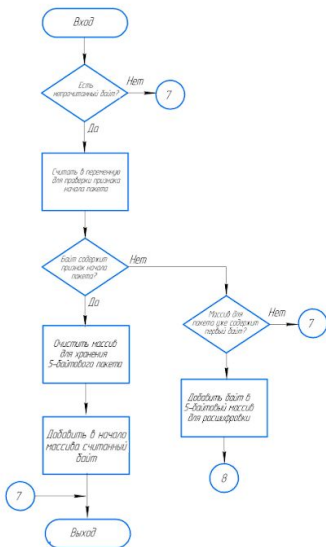 Вход
Есть
непрочитанный байт?
Нет
7
Да
Считать в переменную
для проверки признака
начала пакета
Байт содержит
признак начала
пакета?
Нет
Да
Массив для
пакета уже содержит
первый байт?
Нет
7
Очистить массив
для хранения
5-байтового пакета
Добавить байт в
5-байтовый массив
для расшифровки
Добавить в начало
массива считанный
байт
8
7
Выход